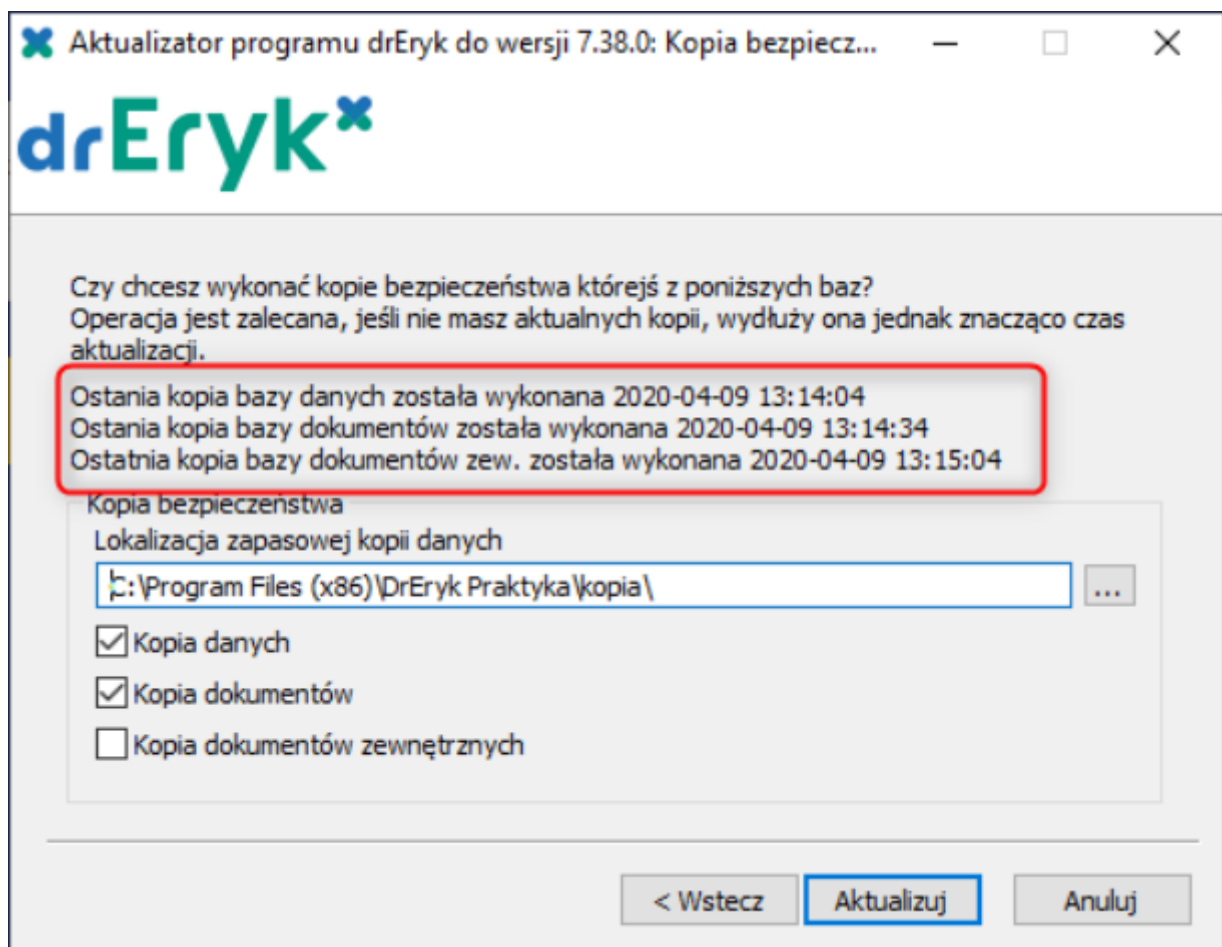 Aktualizator programu drEryk do wersji 7.38.0: Kopia bezpiecz...
drEryk
Czy chcesz wykonać kopie bezpieczeństwa którejś z poniższych baz?
Operacja jest zalecana, jeśli nie masz aktualnych kopii, wydłuży ona jednak znacząco czas
aktualizacji.
Ostania kopia bazy danych została wykonana 2020-04-09 13:14:04
Ostania kopia bazy dokumentów została wykonana 2020-04-09 13:14:34
Ostatnia kopia bazy dokumentów zew. została wykonana 2020-04-09 13:15:04
Kopia bezpieczeństwa
Lokalizacja zapasowej kopii danych
C:\Program Files (x86)\DrEryk Praktyka\kopia\
...
Kopia danych
Kopia dokumentów
Kopia dokumentów zewnętrznych
< Wstecz
Aktualizuj
Anuluj